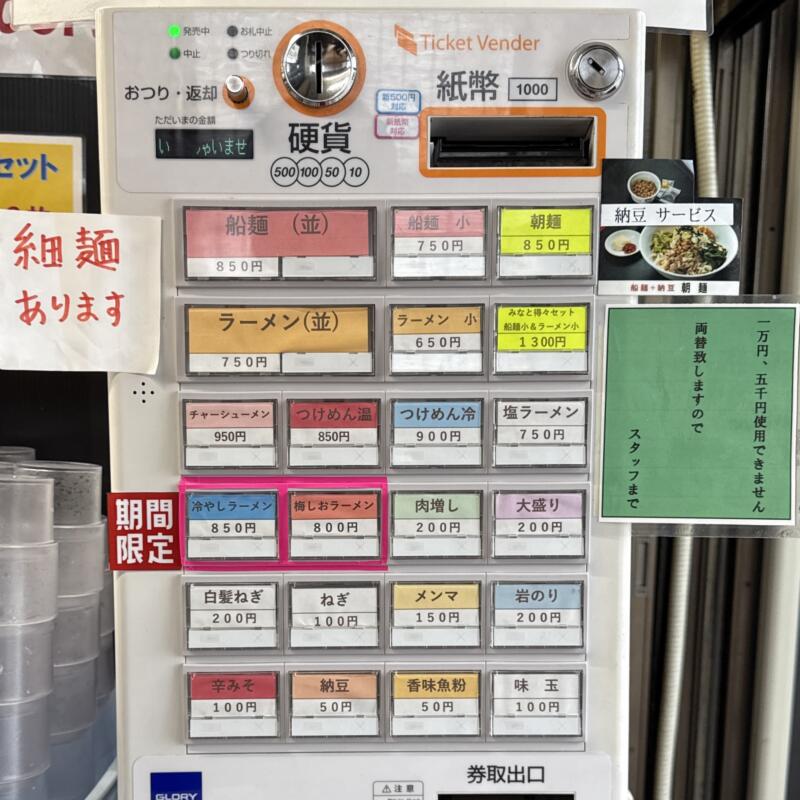 発売中
お札中止
中止
つり切れ
Ticket Vender
おつり・返却
紙幣 1000
新500円
対応
新紙幣
対応
ただいまの金額
硬貨
500 100 50 10
セット
細麺
あります
船麺 (並)
850円
船麺 小
750円
朝麺
850円
納豆 サービス
船麺+納豆 朝麺
ラーメン(並)
750円
ラーメン 小
650円
みなと得々セット
船麺小&ラーメン小
1300円
一万円、五千円使用できません
両替致しますので
スタッフまで
チャーシューメン
950円
つけめん温
850円
つけめん冷
900円
塩ラーメン
750円
期間
限定
冷やしラーメン
850円
梅しおラーメン
800円
肉増し
200円
大盛り
200円
白髪ねぎ
200円
ねぎ
100円
メンマ
150円
岩のり
200円
辛みそ
100円
納豆
50円
香味魚粉
50円
味 玉
100円
券取出口
注意
GLORY